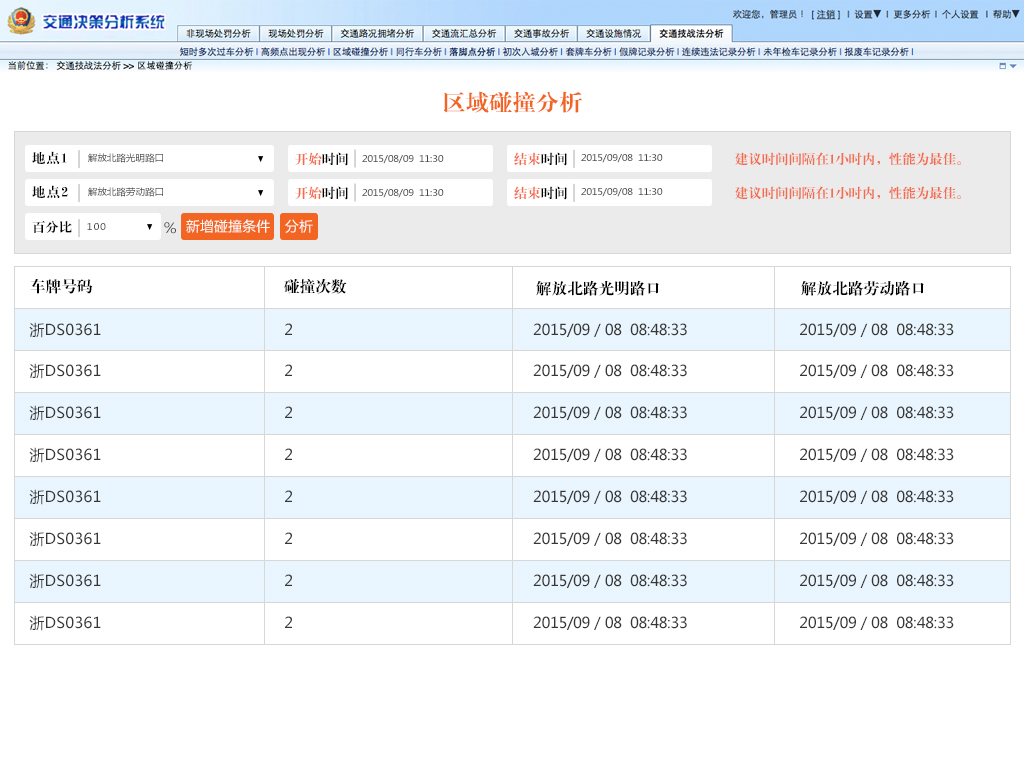 交通决策分析系统
欢迎您，管理员！ [ 注销 ] | 设置▼ | 更多分析 | 个人设置 | 帮助▼
非现场处罚分析 现场处罚分析 交通路况拥堵分析 交通流汇总分析 交通事故分析 交通设施情况 交通技战法分析
短时多次过车分析 | 高频点出现分析 | 区域碰撞分析 | 同行车分析 | 落脚点分析 | 初次入城分析 | 套牌车分析 | 假牌记录分析 | 连续违法记录分析 | 未年检车记录分析 | 报废车记录分析 |
当前位置： 交通技战法分析 >> 区域碰撞分析
区域碰撞分析
地点1 解放北路光明路口 ▼ 开始时间 2015/08/09 11:30 结束时间 2015/09/08 11:30 建议时间间隔在1小时内，性能为最佳。
地点2 解放北路劳动路口 ▼ 开始时间 2015/08/09 11:30 结束时间 2015/09/08 11:30 建议时间间隔在1小时内，性能为最佳。
百分比 100 ▼ % 新增碰撞条件 分析
车牌号码 碰撞次数 解放北路光明路口 解放北路劳动路口
浙DS0361 2 2015/09 / 08 08:48:33 2015/09 / 08 08:48:33
浙DS0361 2 2015/09 / 08 08:48:33 2015/09 / 08 08:48:33
浙DS0361 2 2015/09 / 08 08:48:33 2015/09 / 08 08:48:33
浙DS0361 2 2015/09 / 08 08:48:33 2015/09 / 08 08:48:33
浙DS0361 2 2015/09 / 08 08:48:33 2015/09 / 08 08:48:33
浙DS0361 2 2015/09 / 08 08:48:33 2015/09 / 08 08:48:33
浙DS0361 2 2015/09 / 08 08:48:33 2015/09 / 08 08:48:33
浙DS0361 2 2015/09 / 08 08:48:33 2015/09 / 08 08:48:33